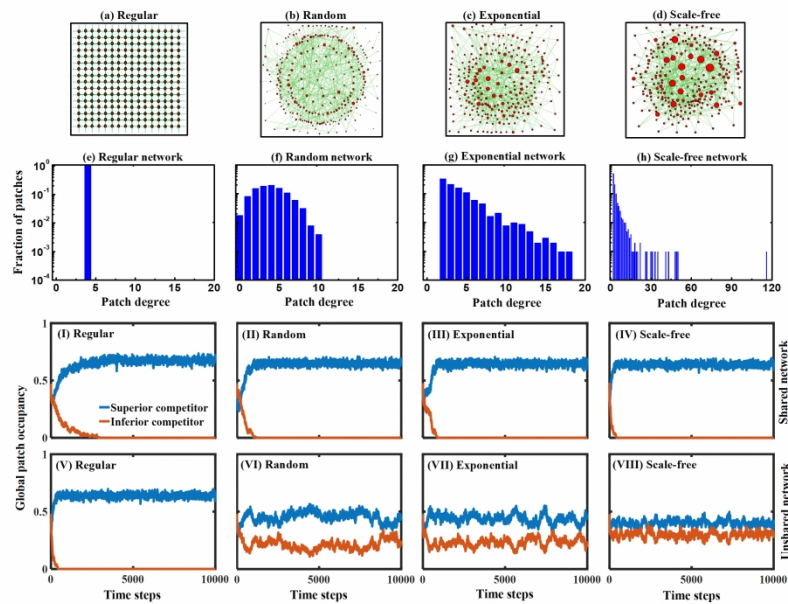 (a) Regular
(b) Random
(c) Exponential
(d) Scale-free
(e) Regular network
(f) Random network
(g) Exponential network
(h) Scale-free network
Fraction of patches
10^0
10^-1
10^-2
10^-3
10^-4
0 5 10 15 20
0 5 10 15 20
0 5 10 15 20
0 30 60 90 120
Patch degree
Patch degree
Patch degree
Patch degree
Global patch occupancy
1
0.5
0
(I) Regular
Superior competitor
Inferior competitor
(II) Random
(III) Exponential
(IV) Scale-free
Shared network
1
0.5
0
(V) Regular
(VI) Random
(VII) Exponential
(VIII) Scale-free
Unshared network
0 5000 10000
0 5000 10000
0 5000 10000
0 5000 10000
Time steps
Time steps
Time steps
Time steps